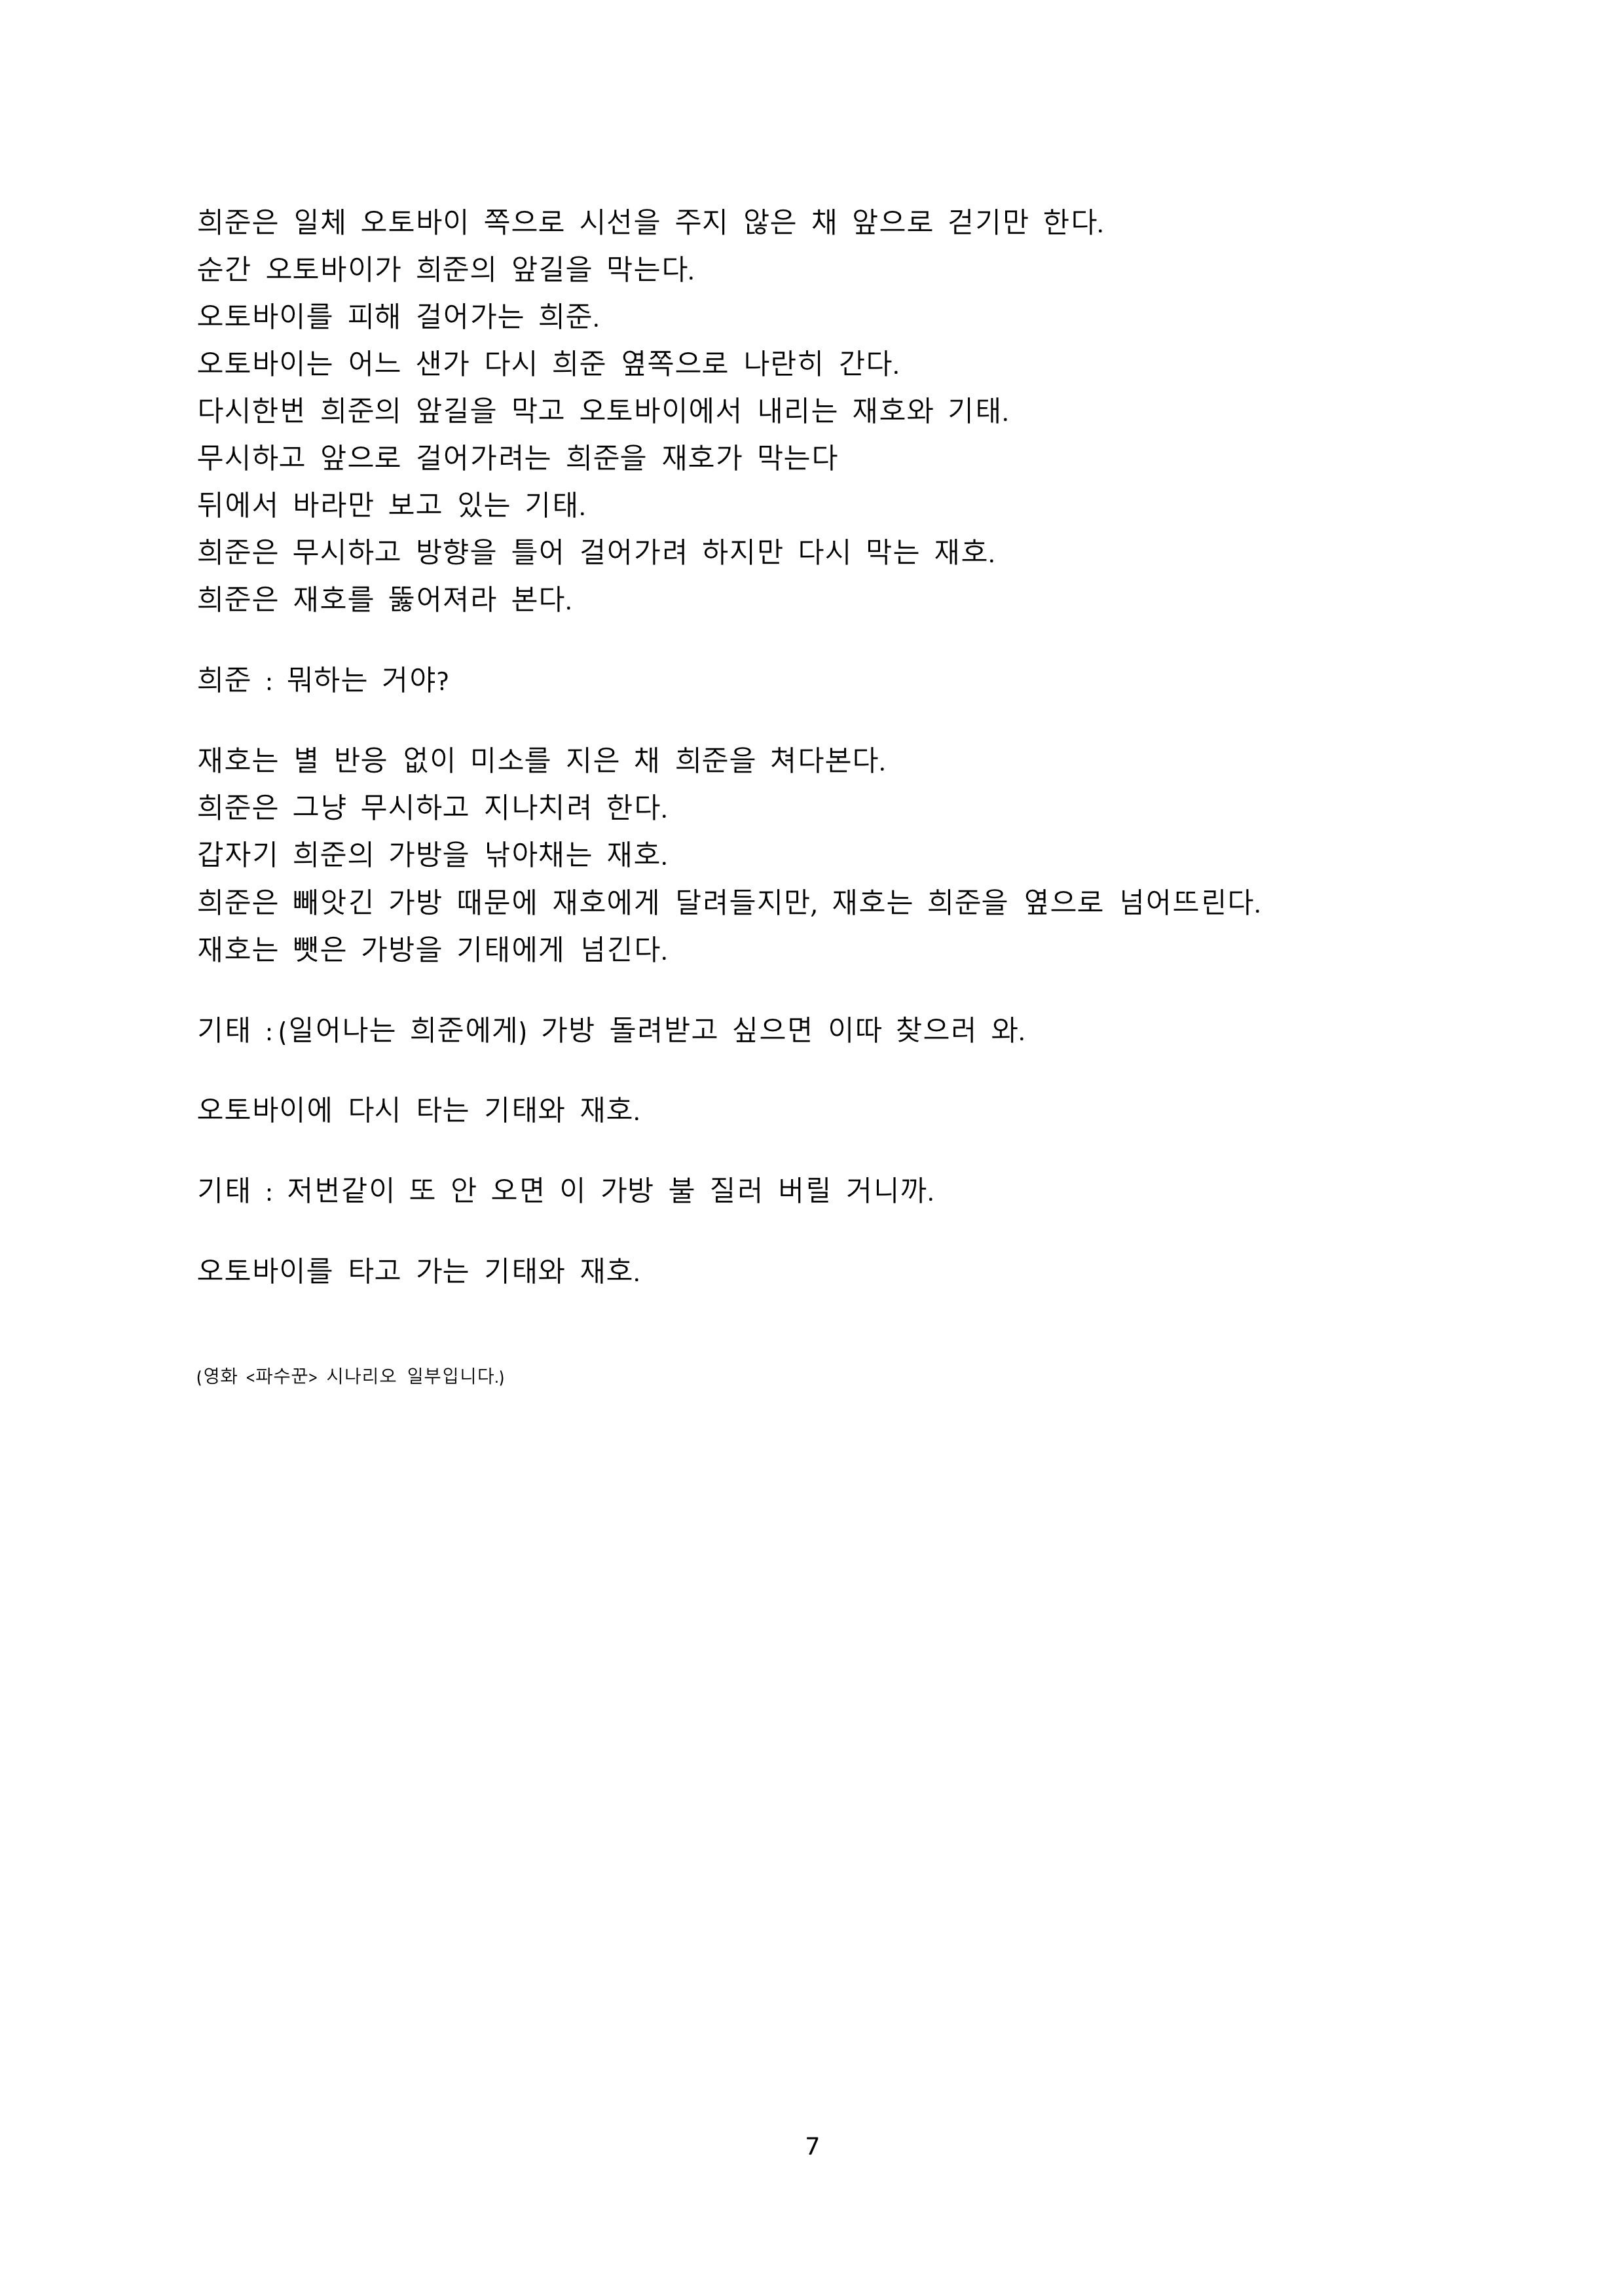 희준은 일체 오토바이 쪽으로 시선을 주지 않은 채 앞으로 걷기만 한다.
순간 오토바이가 희준의 앞길을 막는다.
오토바이를 피해 걸어가는 희준.
오토바이는 어느 샌가 다시 희준 옆쪽으로 나란히 간다.
다시한번 희준의 앞길을 막고 오토바이에서 내리는 재호와 기태.
무시하고 앞으로 걸어가려는 희준을 재호가 막는다
뒤에서 바라만 보고 있는 기태.
희준은 무시하고 방향을 틀어 걸어가려 하지만 다시 막는 재호.
희준은 재호를 뚫어져라 본다.
희준 : 뭐하는 거야?
재호는 별 반응 없이 미소를 지은 채 희준을 쳐다본다.
희준은 그냥 무시하고 지나치려 한다.
갑자기 희준의 가방을 낚아채는 재호.
희준은 빼앗긴 가방 때문에 재호에게 달려들지만, 재호는 희준을 옆으로 넘어뜨린다.
재호는 뺏은 가방을 기태에게 넘긴다.
기태 :(일어나는 희준에게) 가방 돌려받고 싶으면 이따 찾으러 와.
오토바이에 다시 타는 기태와 재호.
기태 : 저번같이 또 안 오면 이 가방 불 질러 버릴 거니까.
오토바이를 타고 가는 기태와 재호.
(영화 <파수꾼> 시나리오 일부입니다.)
7